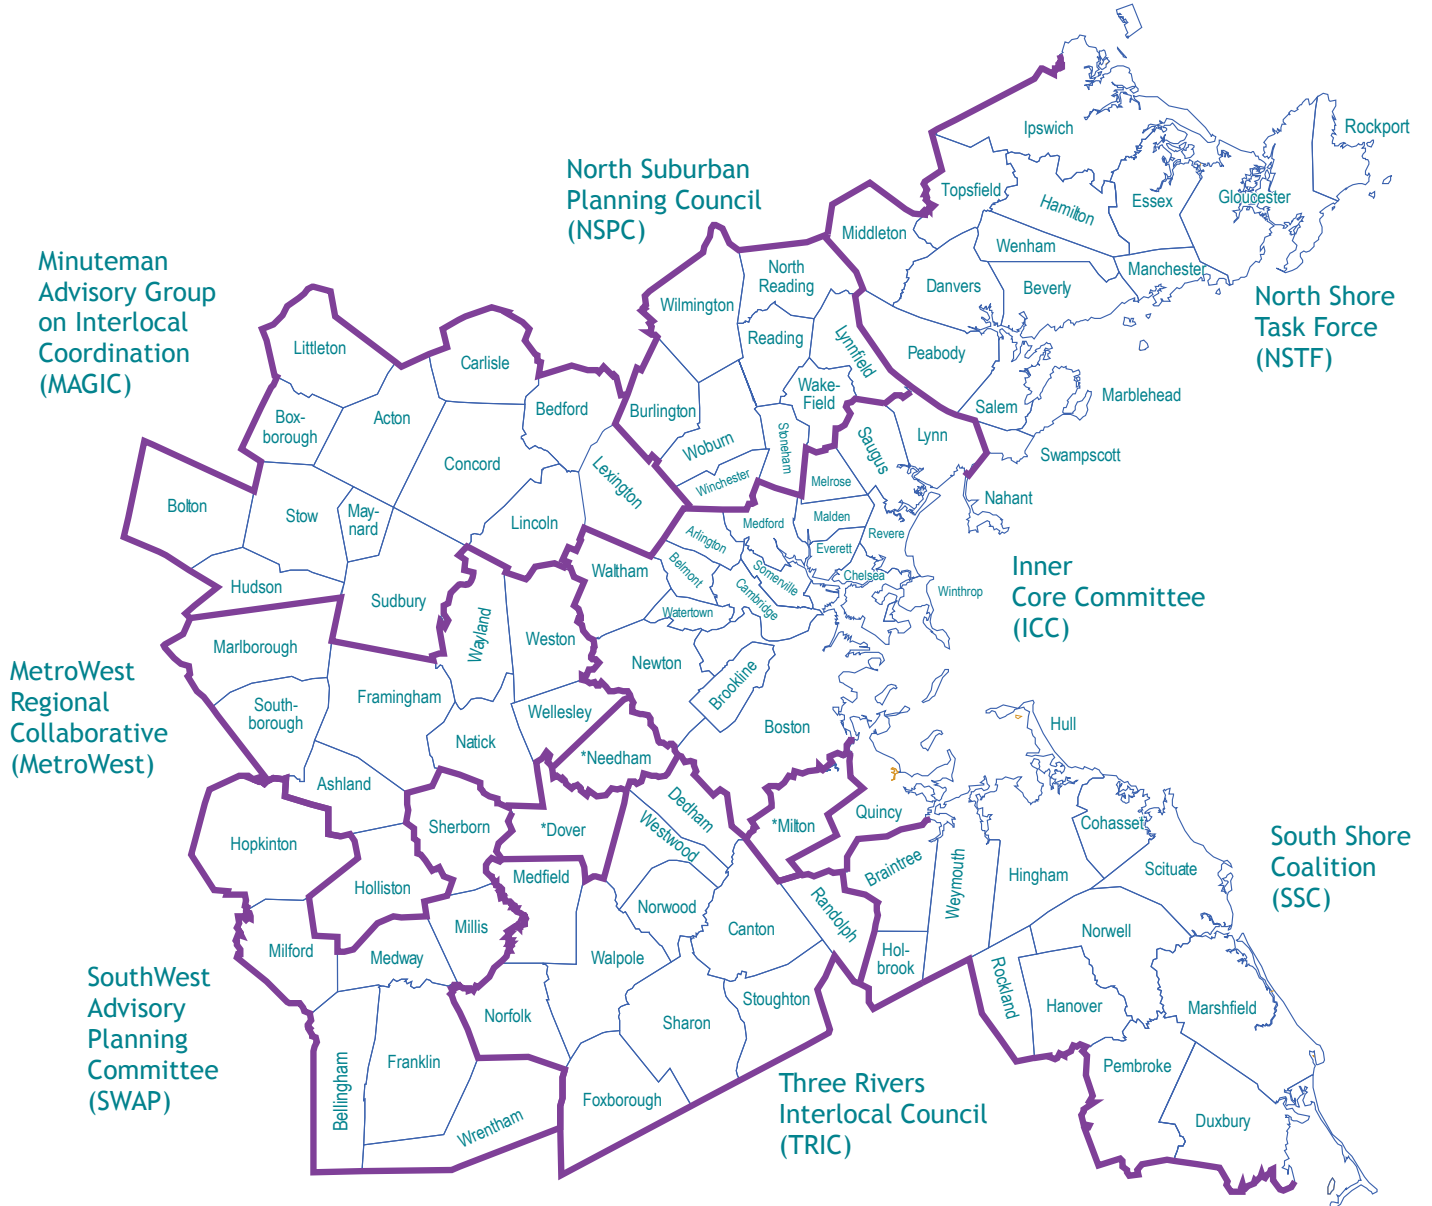 Ipswich
Rockport
North Suburban
Planning Council
(NSPC)
Topsfield
Hamilton
Essex
Gloucester
Middleton
Wenham
Minuteman
Advisory Group
on Interlocal
Coordination
(MAGIC)
North
Reading
Danvers
Beverly
Manchester
North Shore
Task Force
(NSTF)
Wilmington
Littleton
Carlisle
Reading
Lynnfield
Peabody
Wake-
Field
Marblehead
Salem
Box-
borough
Acton
Bedford
Burlington
Woburn
Stoneham
Saugus
Lynn
Swampscott
Concord
Lexington
Winchester
Melrose
Nahant
Bolton
Stow
May-
nard
Lincoln
Arlington
Medford
Malden
Revere
Everett
Hudson
Sudbury
Waltham
Belmont
Somerville
Cambridge
Chelsea
Winthrop
Inner
Core Committee
(ICC)
Watertown
Marlborough
Wayland
Weston
Newton
Brookline
MetroWest
Regional
Collaborative
(MetroWest)
South-
borough
Framingham
Wellesley
Boston
Hull
Natick
*Needham
Ashland
Hopkinton
Sherborn
*Dover
Dedham
Westwood
*Milton
Quincy
Cohasset
South Shore
Coalition
(SSC)
Scituate
Holliston
Medfield
Braintree
Weymouth
Hingham
Norwood
Randolph
Milford
Medway
Millis
Walpole
Canton
Hol-
brook
Norwell
SouthWest
Advisory
Planning
Committee
(SWAP)
Rockland
Hanover
Marshfield
Norfolk
Sharon
Stoughton
Bellingham
Franklin
Pembroke
Wrentham
Foxborough
Three Rivers
Interlocal Council
(TRIC)
Duxbury